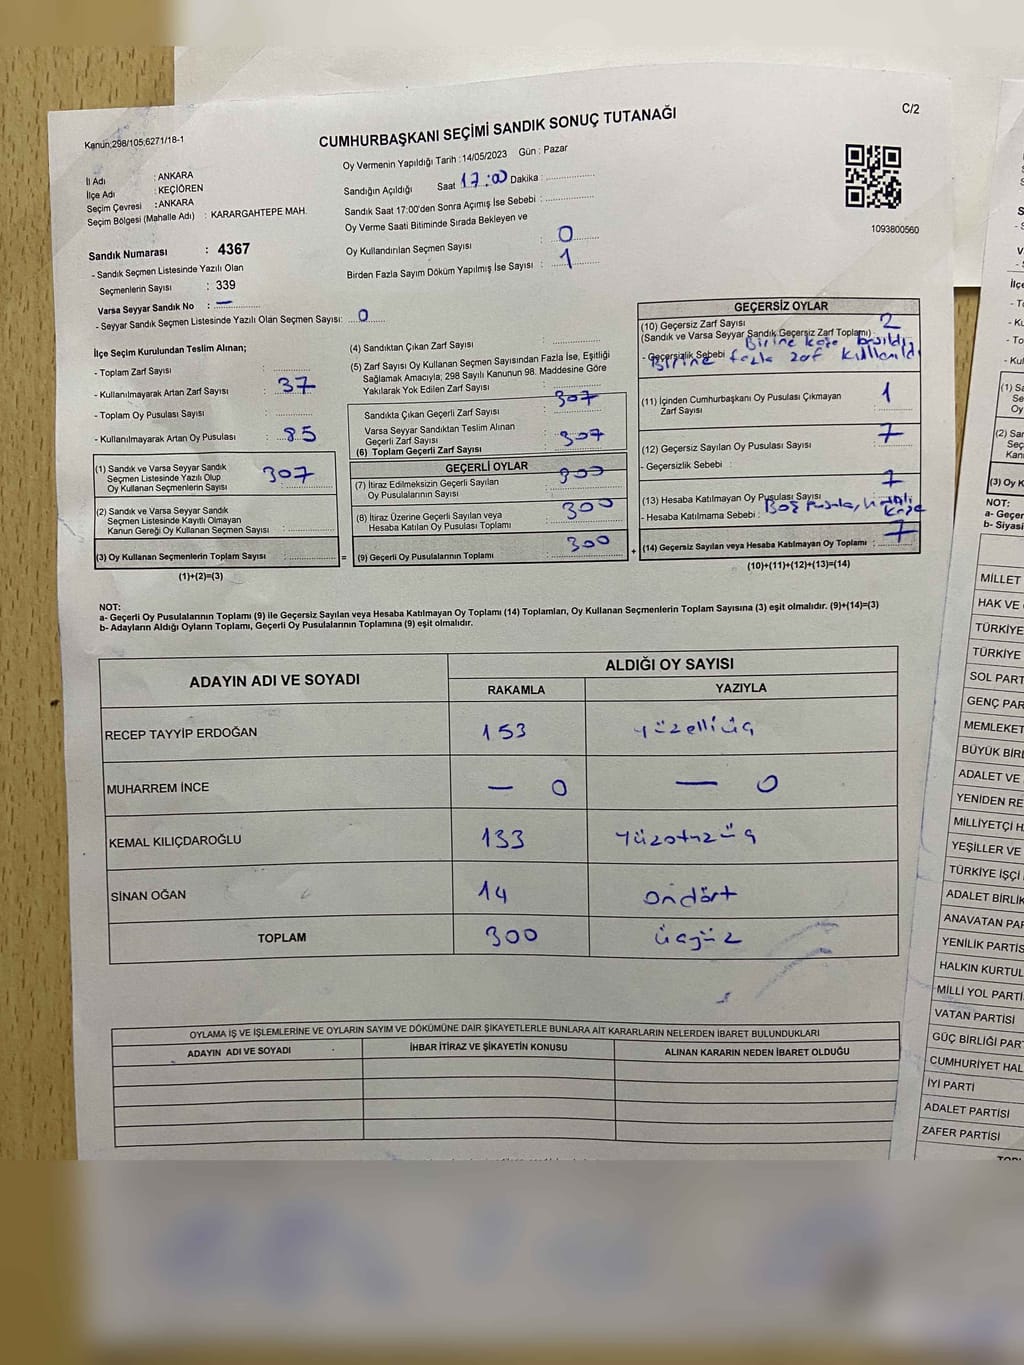 C/2
Kanun;298/105;6271/18-1
CUMHURBAŞKANI SEÇİMİ SANDIK SONUÇ TUTANAĞI
Oy Vermenin Yapıldığı Tarih :14/05/2023 Gün : Pazar
İl Adı : ANKARA
İlçe Adı : KEÇİÖREN
Seçim Çevresi : ANKARA
Seçim Bölgesi (Mahalle Adı) : KARARGAHTEPE MAH.
Sandığın Açıldığı Saat 17:00 Dakika :
Sandık Saat 17:00'den Sonra Açımış İse Sebebi :
Oy Verme Saati Bitiminde Sırada Bekleyen ve
Oy Kullandırılan Seçmen Sayısı : 0
Birden Fazla Sayım Döküm Yapılmış İse Sayısı : 1
1093800560
Sandık Numarası : 4367
- Sandık Seçmen Listesinde Yazılı Olan
Seçmenlerin Sayısı : 339
Varsa Seyyar Sandık No : —
- Seyyar Sandık Seçmen Listesinde Yazılı Olan Seçmen Sayısı: 0
İlçe Seçim Kurulundan Teslim Alınan;
- Toplam Zarf Sayısı :
- Kullanılmayarak Artan Zarf Sayısı : 37
- Toplam Oy Pusulası Sayısı :
- Kullanılmayarak Artan Oy Pusulası : 85
(1) Sandık ve Varsa Seyyar Sandık
Seçmen Listesinde Yazılı Olup
Oy Kullanan Seçmenlerin Sayısı : 307
(2) Sandık ve Varsa Seyyar Sandık
Seçmen Listesinde Kayıtlı Olmayan
Kanun Gereği Oy Kullanan Seçmen Sayısı :
(3) Oy Kullanan Seçmenlerin Toplam Sayısı :
(1)+(2)=(3)
(4) Sandıktan Çıkan Zarf Sayısı :
(5) Zarf Sayısı Oy Kullanan Seçmen Sayısından Fazla İse, Eşitliği
Sağlamak Amacıyla; 298 Sayılı Kanunun 98. Maddesine Göre
Yakılarak Yok Edilen Zarf Sayısı :
Sandıkta Çıkan Geçerli Zarf Sayısı : 307
Varsa Seyyar Sandıktan Teslim Alınan
Geçerli Zarf Sayısı :
(6) Toplam Geçerli Zarf Sayısı : 307
GEÇERLİ OYLAR
(7) İtiraz Edilmeksizin Geçerli Sayılan
Oy Pusulalarının Sayısı : 300
(8) İtiraz Üzerine Geçerli Sayılan veya
Hesaba Katılan Oy Pusulaları Toplamı : 300
= (9) Geçerli Oy Pusulalarının Toplamı : 300
GEÇERSİZ OYLAR
(10) Geçersiz Zarf Sayısı
(Sandık ve Varsa Seyyar Sandık Geçersiz Zarf Toplamı) : 2
- Geçersizlik Sebebi : Birine kaşe basıldı,
Birine fazla zarf kullanıldı
(11) İçinden Cumhurbaşkanı Oy Pusulası Çıkmayan
Zarf Sayısı : 1
(12) Geçersiz Sayılan Oy Pusulası Sayısı : 7
- Geçersizlik Sebebi :
(13) Hesaba Katılmayan Oy Pusulası Sayısı : 7
- Hesaba Katılmama Sebebi : Boş pusula, hatalı
kaşe
+ (14) Geçersiz Sayılan veya Hesaba Katılmayan Oy Toplamı : 7
(10)+(11)+(12)+(13)=(14)
NOT:
a- Geçerli Oy Pusulalarının Toplamı (9) ile Geçersiz Sayılan veya Hesaba Katılmayan Oy Toplamı (14) Toplamları, Oy Kullanan Seçmenlerin Toplam Sayısına (3) eşit olmalıdır. (9)+(14)=(3)
b- Adayların Aldığı Oyların Toplamı, Geçerli Oy Pusulalarının Toplamına (9) eşit olmalıdır.
ADAYIN ADI VE SOYADI
ALDIĞI OY SAYISI
RAKAMLA YAZIYLA
RECEP TAYYİP ERDOĞAN 153 yüzelliüç
MUHARREM İNCE — 0 — 0
KEMAL KILIÇDAROĞLU 133 yüzotuzüç
SİNAN OĞAN 14 ondört
TOPLAM 300 üçyüz
OYLAMA İŞ VE İŞLEMLERİNE VE OYLARIN SAYIM VE DÖKÜMÜNE DAİR ŞİKAYETLERLE BUNLARA AİT KARARLARIN NELERDEN İBARET BULUNDUKLARI
ADAYIN ADI VE SOYADI İHBAR İTİRAZ VE ŞİKAYETİN KONUSU ALINAN KARARIN NEDEN İBARET OLDUĞU
NOT:
a- Geçer
b- Siyasi
MİLLET
HAK VE
TÜRKİYE
TÜRKİYE
SOL PART
GENÇ PAR
MEMLEKET
BÜYÜK BİRL
ADALET VE
YENİDEN RE
MİLLİYETÇİ H
YEŞİLLER VE
TÜRKİYE İŞÇİ
ADALET BİRLİK
ANAVATAN PAR
YENİLİK PARTİS
HALKIN KURTUL
MİLLİ YOL PARTİ
VATAN PARTİSİ
GÜÇ BİRLİĞİ PAR
CUMHURİYET HAL
İYİ PARTİ
ADALET PARTİSİ
ZAFER PARTİSİ